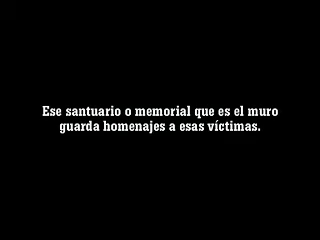 Ese santuario o memorial que es el muro
guarda homenajes a esas víctimas.